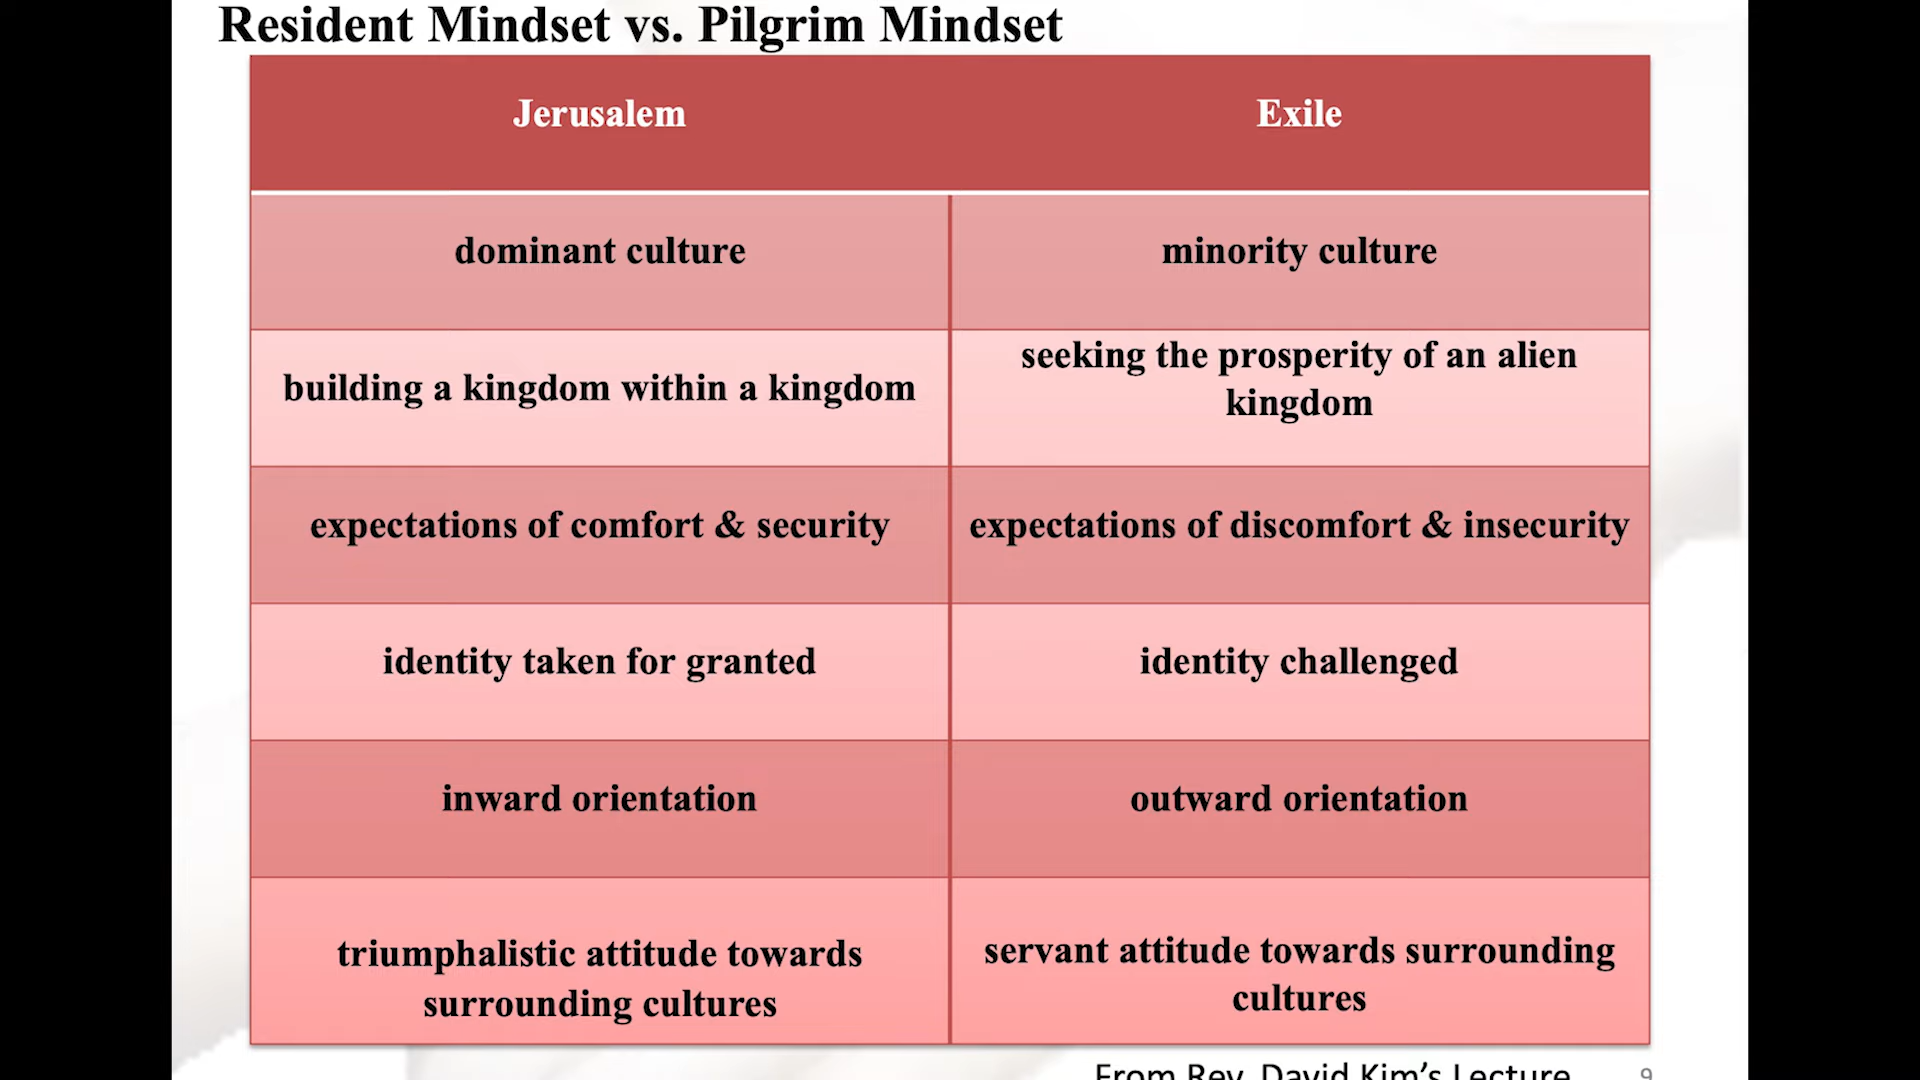 Resident Mindset vs. Pilgrim Mindset
Jerusalem
Exile
dominant culture
minority culture
building a kingdom within a kingdom
seeking the prosperity of an alien
kingdom
expectations of comfort & security
expectations of discomfort & insecurity
identity taken for granted
identity challenged
inward orientation
outward orientation
triumphalistic attitude towards
surrounding cultures
servant attitude towards surrounding
cultures
From Rev. David Kim's Lecture
9